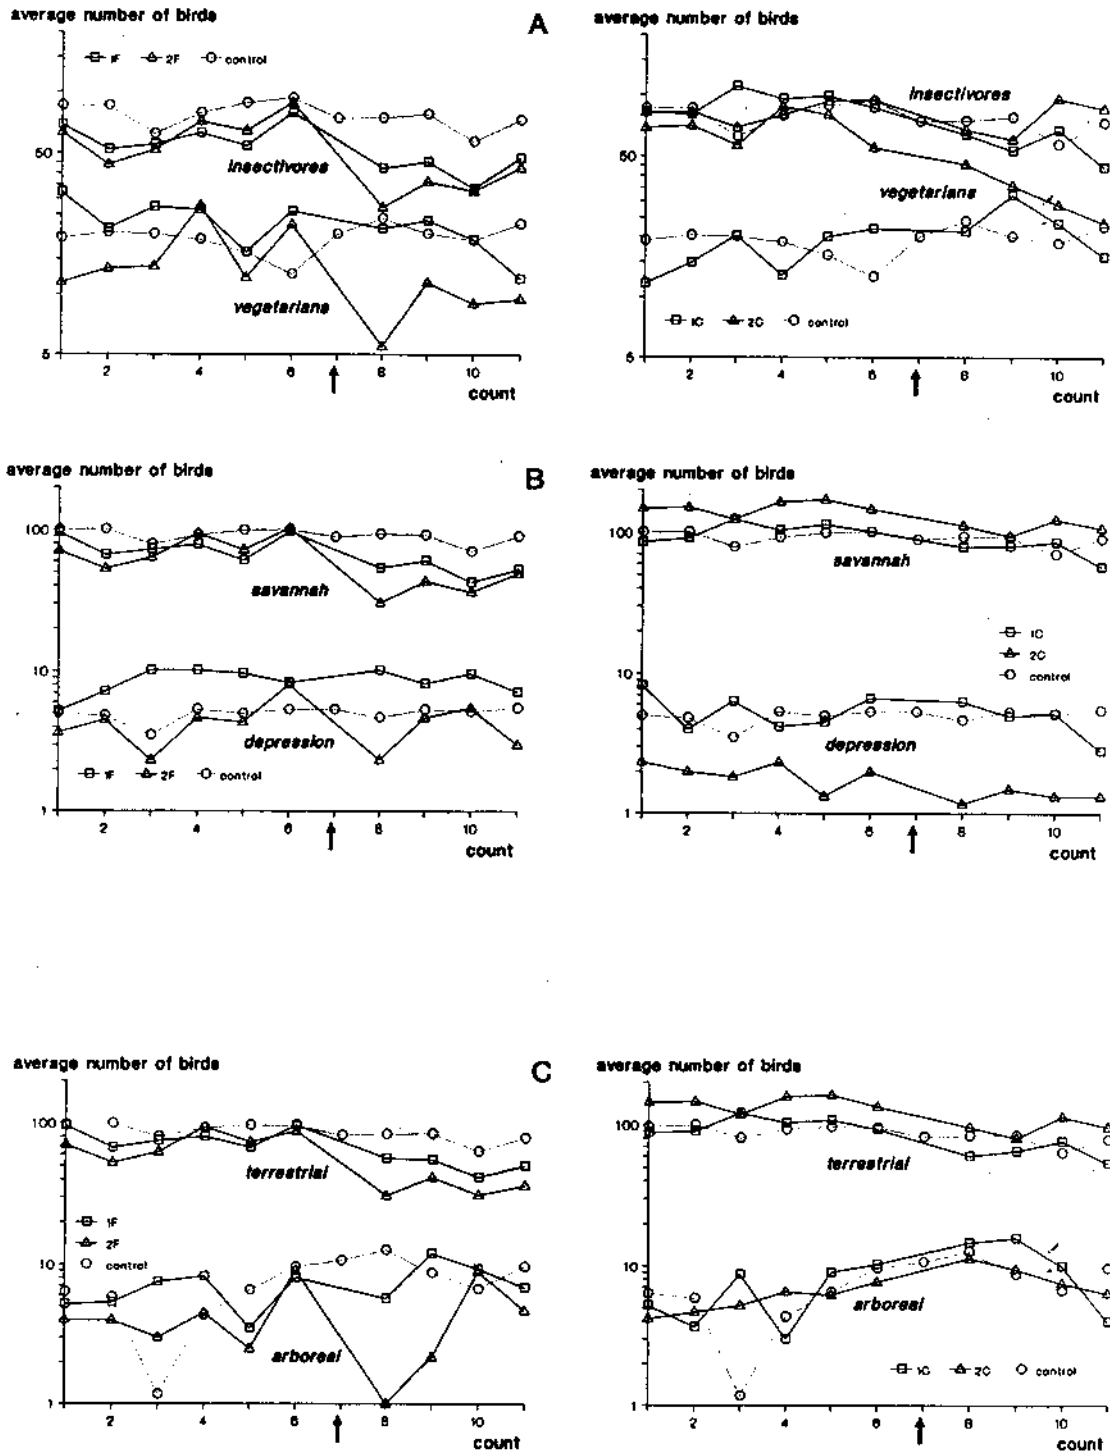 average number of birds
A
1F 2F control
50
insectivores
vegetarians
5
2 4 6 8 10
count
average number of birds
insectivores
50
vegetarians
1C 2C control
5
2 4 6 8 10
count
average number of birds
B
100
savannah
10
depression
1F 2F control
1
2 4 6 8 10
count
average number of birds
100
savannah
1C
2C
control
10
depression
1
2 4 6 8 10
count
average number of birds
C
100
terrestrial
1F
2F
control
10
arboreal
1
2 4 6 8 10
count
average number of birds
100
terrestrial
10
arboreal
1C 2C control
1
2 4 6 8 10
count